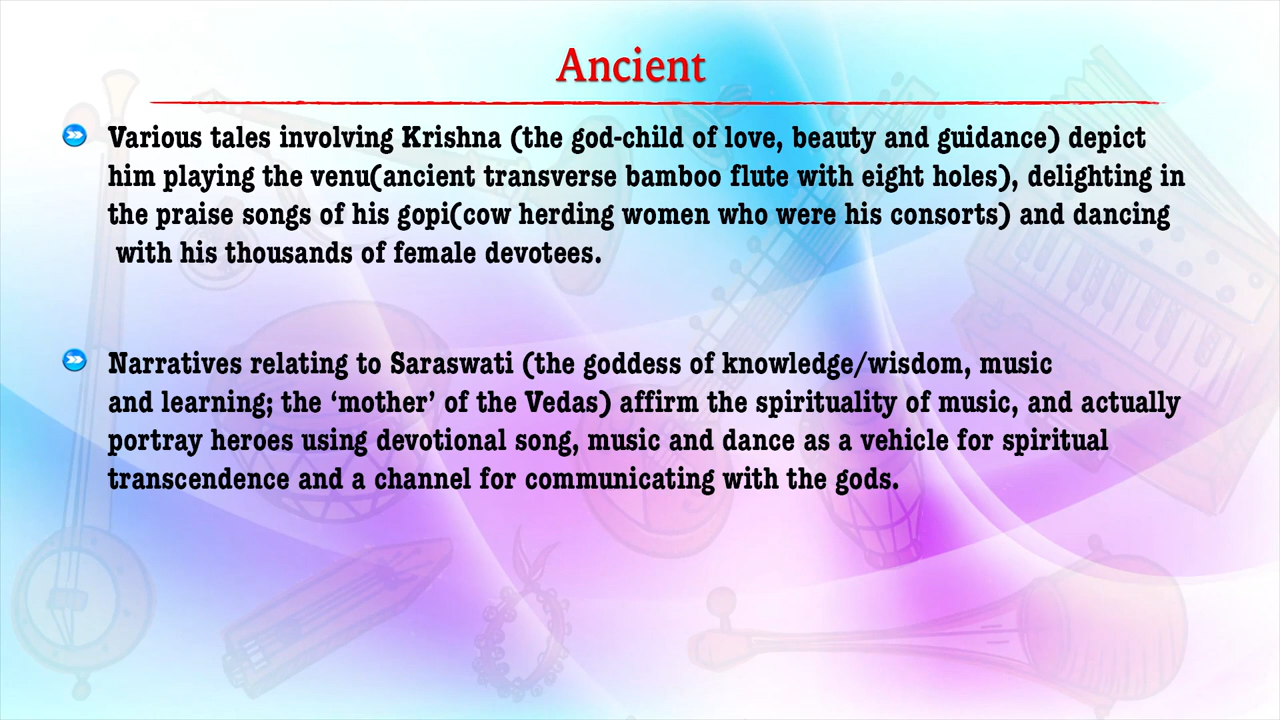 Ancient
Various tales involving Krishna (the god-child of love, beauty and guidance) depict
him playing the venu(ancient transverse bamboo flute with eight holes), delighting in
the praise songs of his gopi(cow herding women who were his consorts) and dancing
with his thousands of female devotees.
Narratives relating to Saraswati (the goddess of knowledge/wisdom, music
and learning; the ‘mother’ of the Vedas) affirm the spirituality of music, and actually
portray heroes using devotional song, music and dance as a vehicle for spiritual
transcendence and a channel for communicating with the gods.